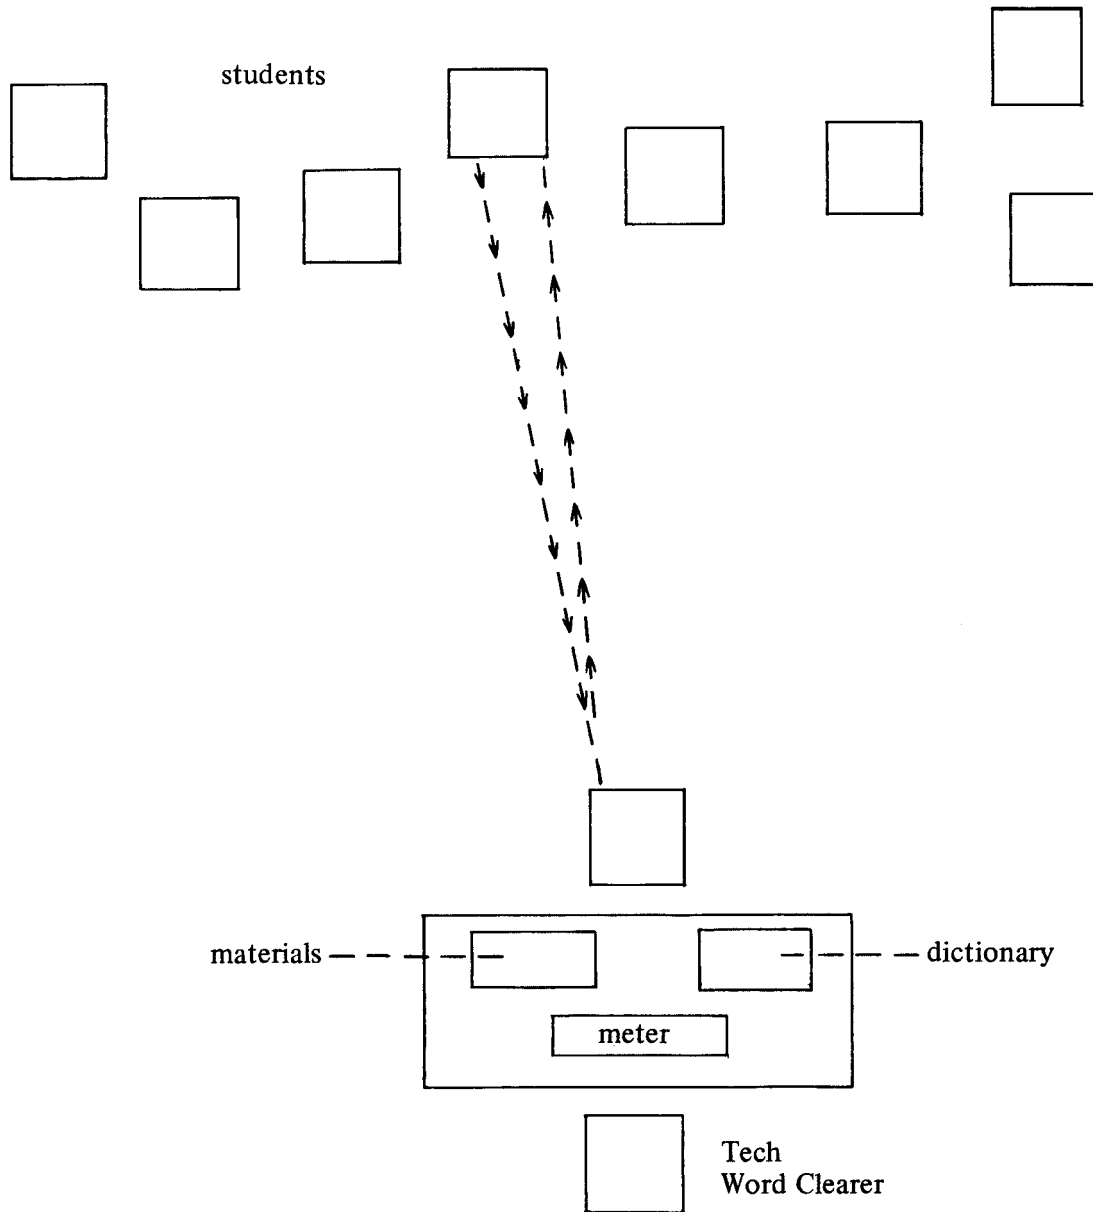 students
materials
dictionary
meter
Tech
Word Clearer